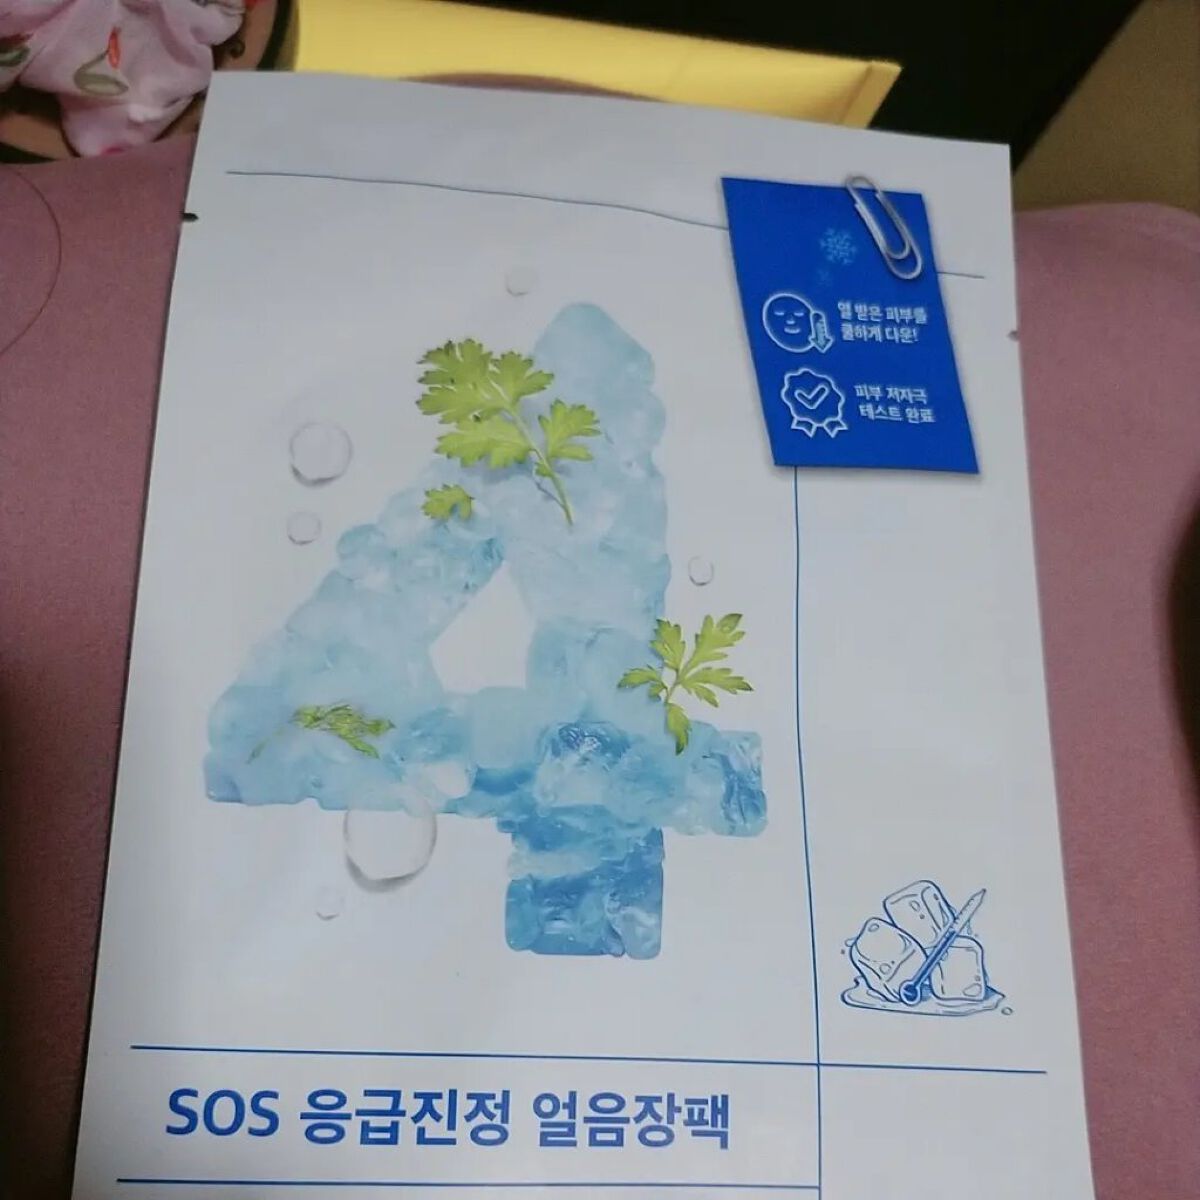 열 받은 피부를
쿨하게 다운!
피부 저자극
테스트 완료
4
SOS 응급진정 얼음장팩